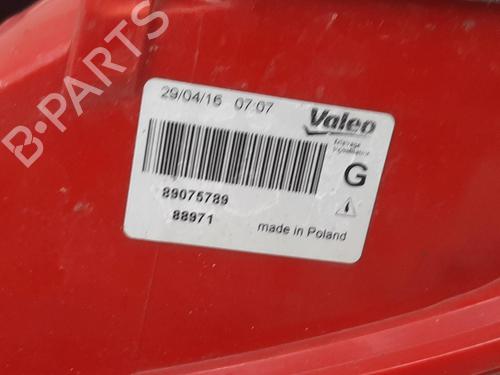 B-PARTS
29/04/16 07:07
Valeo
G
89075789
88971
made in Poland